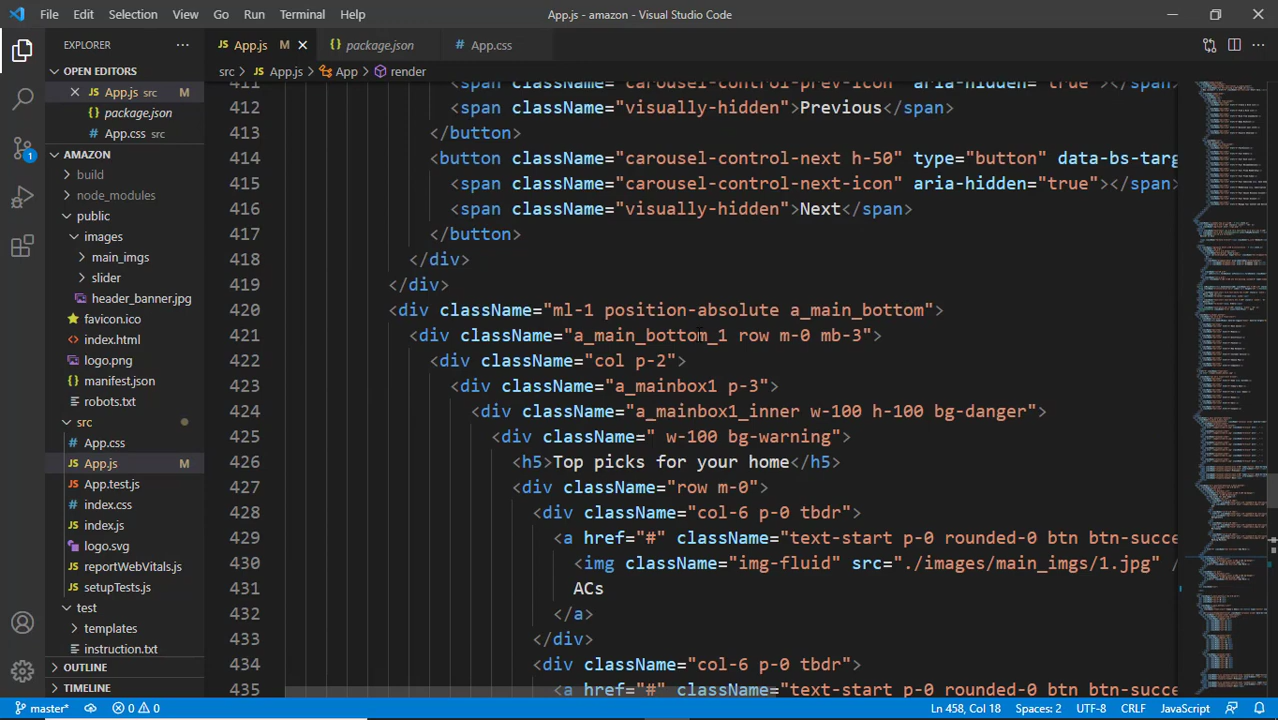 File Edit Selection View Go Run Terminal Help App.js - amazon - Visual Studio Code
EXPLORER
OPEN EDITORS
App.js src
package.json
App.css src
AMAZON
build
node_modules
public
images
main_imgs
slider
header_banner.jpg
favicon.ico
index.html
logo.png
manifest.json
robots.txt
src
App.css
App.js M
App.test.js
index.css
index.js
logo.svg
reportWebVitals.js
setupTests.js
test
templates
instruction.txt
OUTLINE
TIMELINE
App.js M package.json App.css
src > App.js > App > render
411 <span className="carousel-control-prev-icon" aria-hidden="true"></span>
412 <span className="visually-hidden">Previous</span>
413 </button>
414 <button className="carousel-control-next h-50" type="button" data-bs-targ
415 <span className="carousel-control-next-icon" aria-hidden="true"></span>
416 <span className="visually-hidden">Next</span>
417 </button>
418 </div>
419 </div>
420 <div className="ml-1 position-absolute a_main_bottom">
421 <div className="a_main_bottom_1 row m-0 mb-3">
422 <div className="col p-2">
423 <div className="a_mainbox1 p-3">
424 <div className="a_mainbox1_inner w-100 h-100 bg-danger">
425 <div className=" w-100 bg-warning">
426 <h5>Top picks for your home</h5>
427 <div className="row m-0">
428 <div className="col-6 p-0 tbdr">
429 <a href="#" className="text-start p-0 rounded-0 btn btn-succe
430 <img className="img-fluid" src="./images/main_imgs/1.jpg" /
431 ACs
432 </a>
433 </div>
434 <div className="col-6 p-0 tbdr">
435 <a href="#" className="text-start p-0 rounded-0 btn btn-succe
1
master* 0 0 Ln 458, Col 18 Spaces: 2 UTF-8 CRLF JavaScript